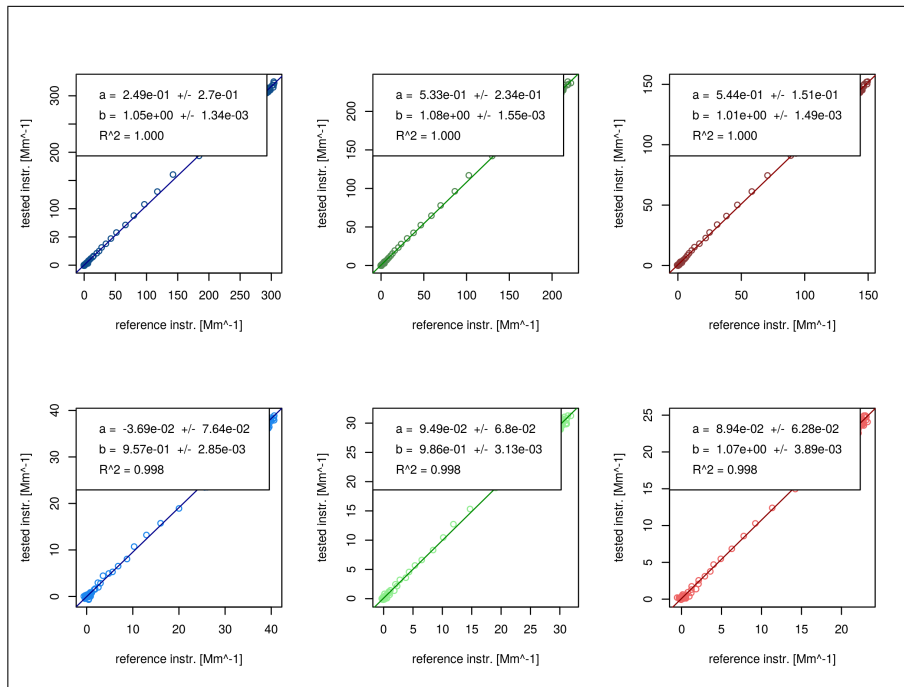 a = 2.49e-01 +/- 2.7e-01
b = 1.05e+00 +/- 1.34e-03
R^2 = 1.000
tested instr. [Mm^-1]
0 50 100 200 300
0 50 100 150 200 250 300
reference instr. [Mm^-1]
a = 5.33e-01 +/- 2.34e-01
b = 1.08e+00 +/- 1.55e-03
R^2 = 1.000
tested instr. [Mm^-1]
0 50 100 150 200
0 50 100 150 200
reference instr. [Mm^-1]
a = 5.44e-01 +/- 1.51e-01
b = 1.01e+00 +/- 1.49e-03
R^2 = 1.000
tested instr. [Mm^-1]
0 50 100 150
0 50 100 150
reference instr. [Mm^-1]
a = -3.69e-02 +/- 7.64e-02
b = 9.57e-01 +/- 2.85e-03
R^2 = 0.998
tested instr. [Mm^-1]
0 10 20 30 40
0 10 20 30 40
reference instr. [Mm^-1]
a = 9.49e-02 +/- 6.8e-02
b = 9.86e-01 +/- 3.13e-03
R^2 = 0.998
tested instr. [Mm^-1]
0 5 10 15 20 25 30
0 5 10 15 20 25 30
reference instr. [Mm^-1]
a = 8.94e-02 +/- 6.28e-02
b = 1.07e+00 +/- 3.89e-03
R^2 = 0.998
tested instr. [Mm^-1]
0 5 10 15 20 25
0 5 10 15 20
reference instr. [Mm^-1]